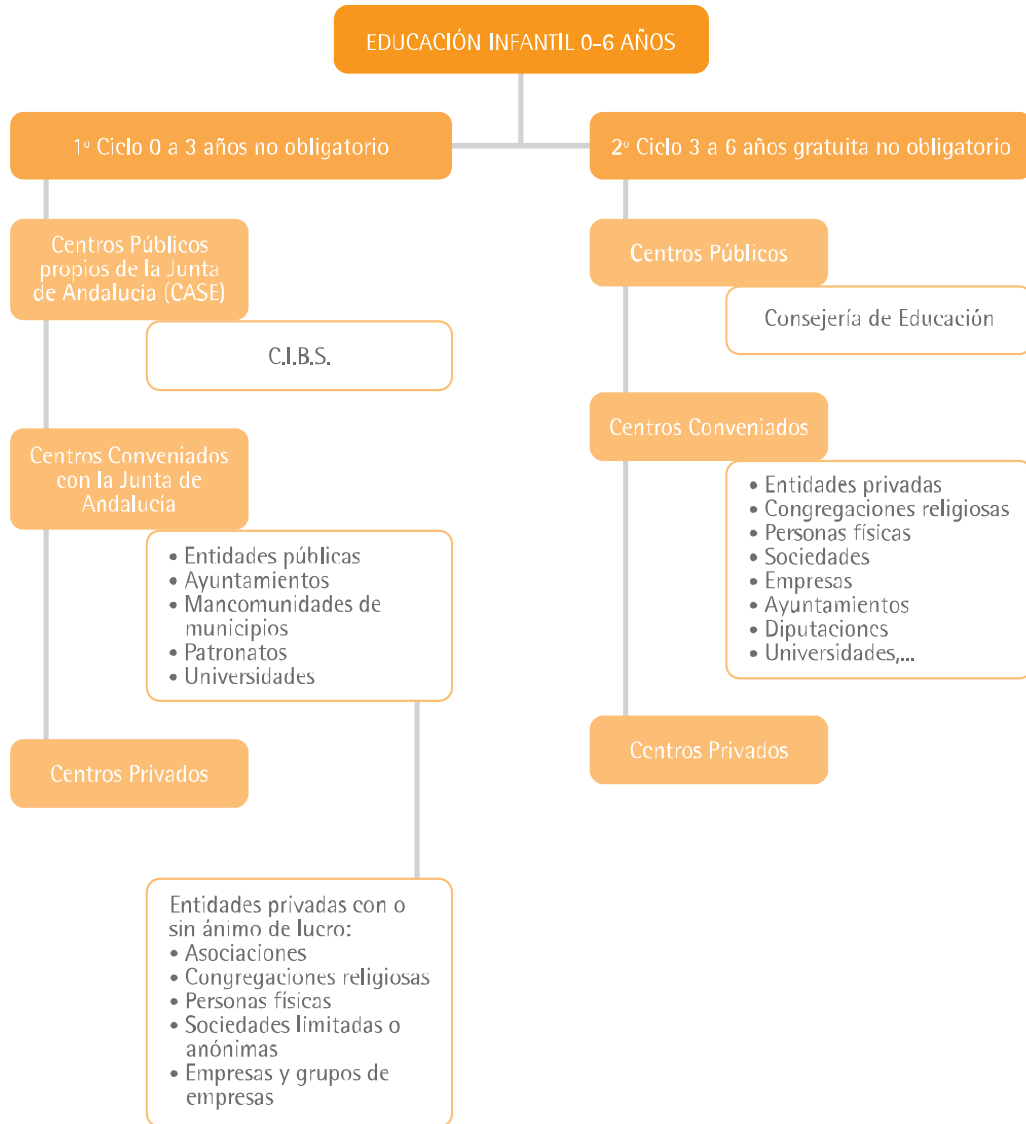 EDUCACIÓN INFANTIL 0-6 AÑOS
1º Ciclo 0 a 3 años no obligatorio
Centros Públicos
propios de la Junta
de Andalucía (CASE)
C.I.B.S.
Centros Conveniados
con la Junta de
Andalucía
• Entidades públicas
• Ayuntamientos
• Mancomunidades de
municipios
• Patronatos
• Universidades
Centros Privados
Entidades privadas con o
sin ánimo de lucro:
• Asociaciones
• Congregaciones religiosas
• Personas físicas
• Sociedades limitadas o
anónimas
• Empresas y grupos de
empresas
2º Ciclo 3 a 6 años gratuita no obligatorio
Centros Públicos
Consejería de Educación
Centros Conveniados
• Entidades privadas
• Congregaciones religiosas
• Personas físicas
• Sociedades
• Empresas
• Ayuntamientos
• Diputaciones
• Universidades,...
Centros Privados